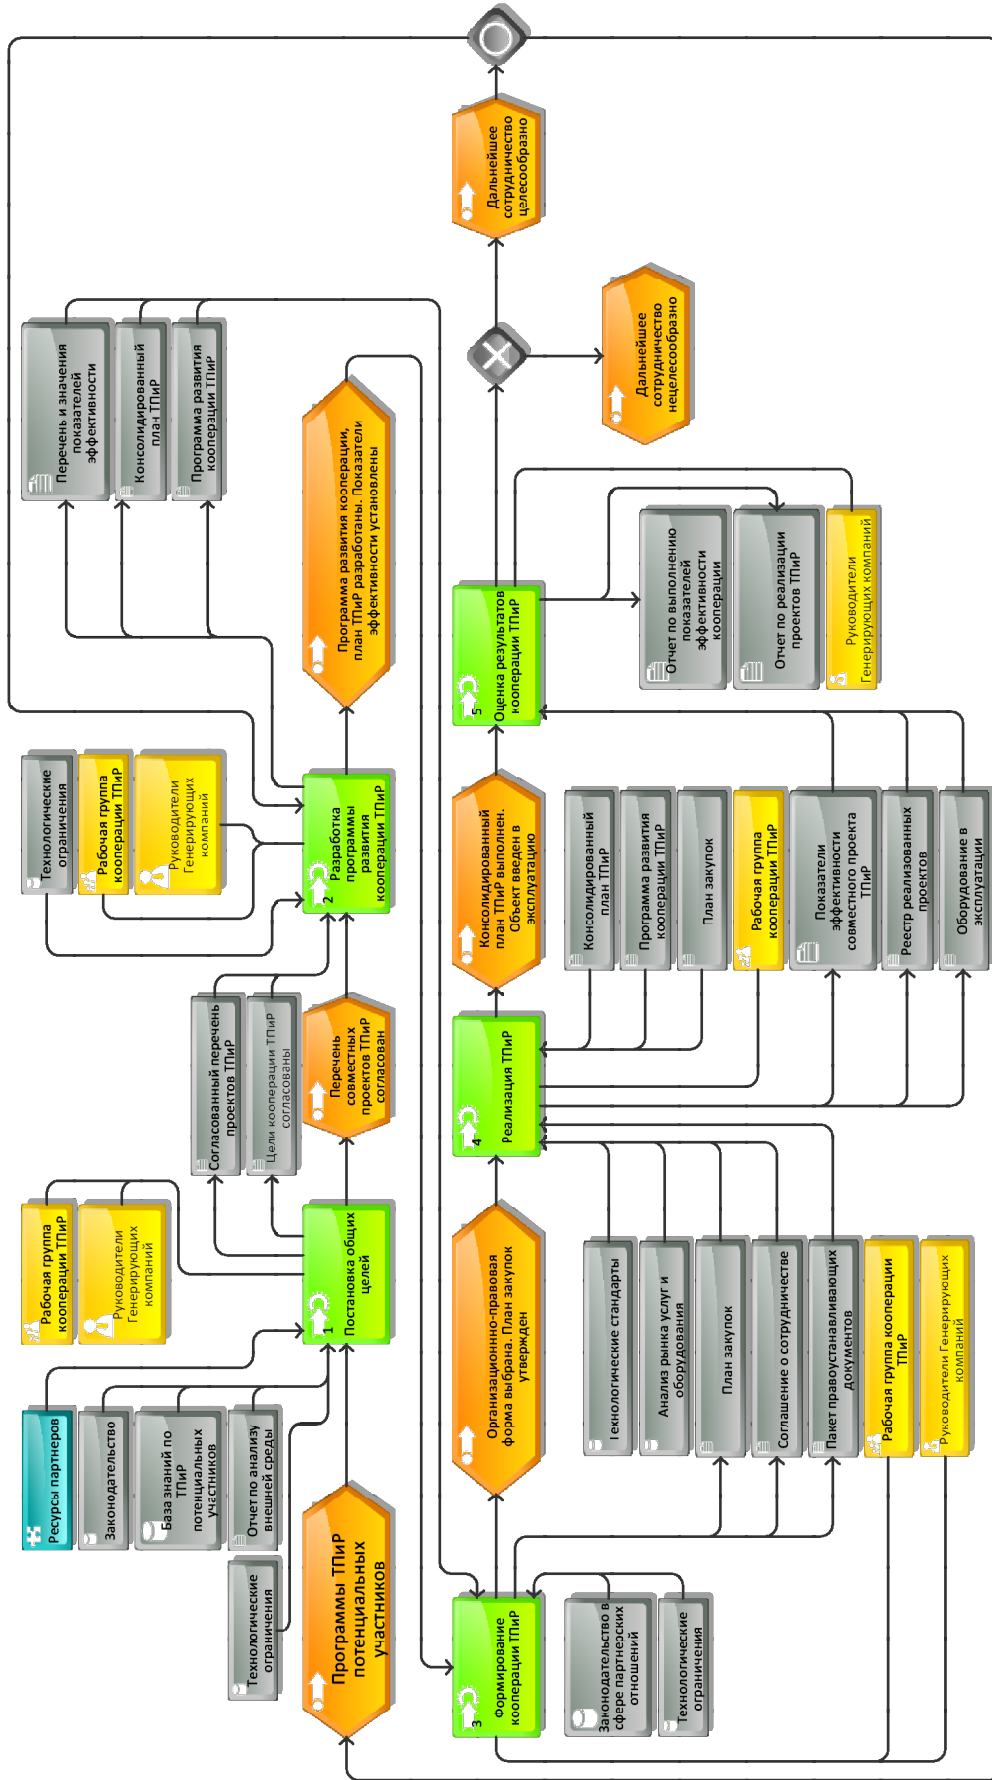 Ресурсы партнеров
Законодательство
База знаний по
ТПиР
потенциальных
участников
Отчет по анализу
внешней среды
Технологические
ограничения
Программы ТПиР
потенциальных
участников
Рабочая группа
кооперации ТПиР
Руководители
Генерирующих
компаний
1
Постановка общих
целей
Согласованный перечень
проектов ТПиР
Цели кооперации ТПиР
согласованы
Перечень
совместных
проектов ТПиР
согласован
Технологические
ограничения
Рабочая группа
кооперации ТПиР
Руководители
Генерирующих
компаний
2
Разработка
программы
развития
кооперации ТПиР
Перечень и значения
показателей
эффективности
Консолидированный
план ТПиР
Программа развития
кооперации ТПиР
Программа развития кооперации,
план ТПиР разработаны. Показатели
эффективности установлены
3
Формирование
кооперации ТПиР
Законодательство в
сфере партнерских
отношений
Технологические
ограничения
Организационно-правовая
форма выбрана. План закупок
утвержден
Технологические стандарты
Анализ рынка услуг и
оборудования
План закупок
Соглашение о сотрудничестве
Пакет правоустанавливающих
документов
Рабочая группа кооперации
ТПиР
Руководители Генерирующих
компаний
4
Реализация ТПиР
Консолидированный
план ТПиР выполнен.
Объект введен в
эксплуатацию
Консолидированный
план ТПиР
Программа развития
кооперации ТПиР
План закупок
Рабочая группа
кооперации ТПиР
Показатели
эффективности
совместного проекта
ТПиР
Реестр реализованных
проектов
Оборудование в
эксплуатации
5
Оценка результатов
кооперации ТПиР
Отчет по выполнению
показателей
эффективности
кооперации
Отчет по реализации
проектов ТПиР
Руководители
Генерирующих компаний
Дальнейшее
сотрудничество
нецелесообразно
Дальнейшее
сотрудничество
целесообразно